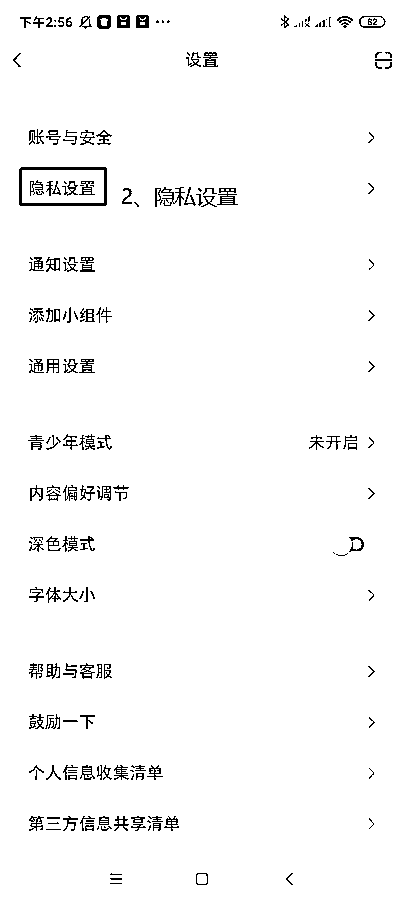 下午2:56 82
设置
账号与安全
隐私设置 2、隐私设置
通知设置
添加小组件
通用设置
青少年模式 未开启
内容偏好调节
深色模式
字体大小
帮助与客服
鼓励一下
个人信息收集清单
第三方信息共享清单